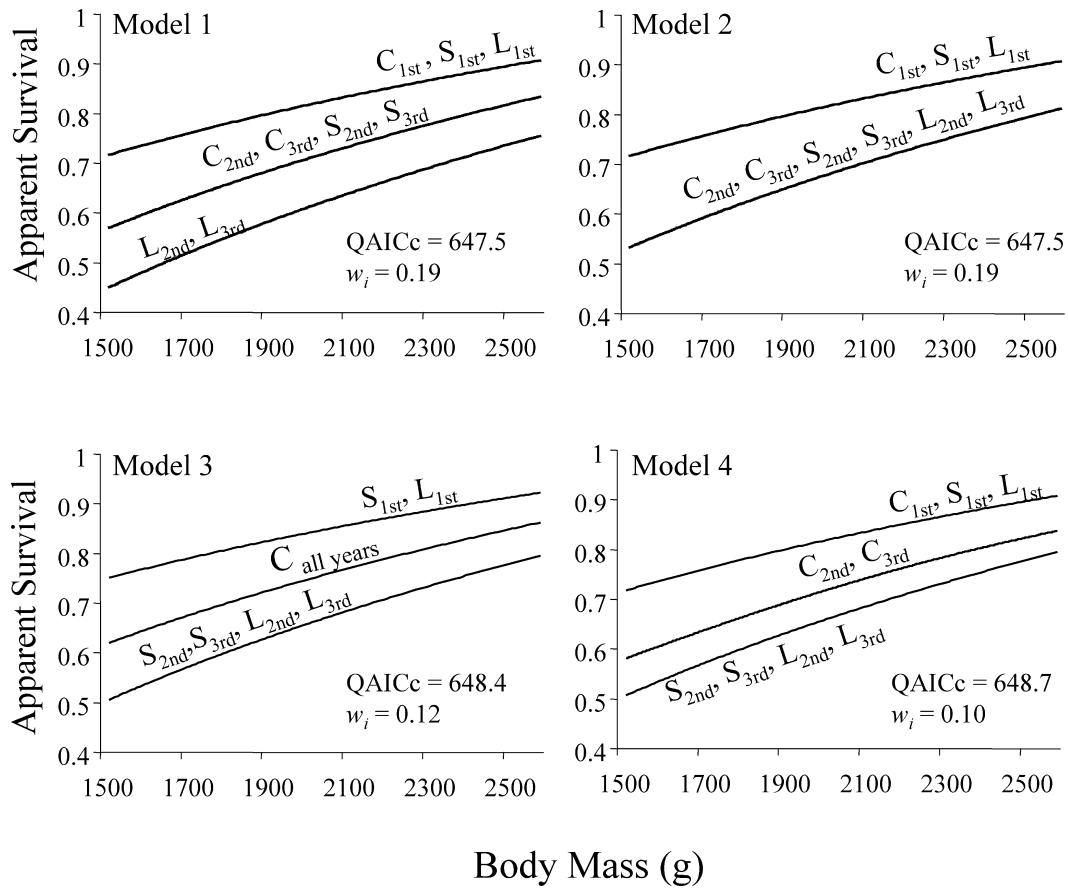 Model 1
Apparent Survival
1
0.9
0.8
0.7
0.6
0.5
0.4
C1st, S1st, L1st
C2nd, C3rd, S2nd, S3rd
L2nd, L3rd
QAICc = 647.5
wi = 0.19
1500 1700 1900 2100 2300 2500
Model 2
1
0.9
0.8
0.7
0.6
0.5
0.4
C1st, S1st, L1st
C2nd, C3rd, S2nd, S3rd, L2nd, L3rd
QAICc = 647.5
wi = 0.19
1500 1700 1900 2100 2300 2500
Model 3
Apparent Survival
1
0.9
0.8
0.7
0.6
0.5
0.4
S1st, L1st
C all years
S2nd,S3rd, L2nd, L3rd
QAICc = 648.4
wi = 0.12
1500 1700 1900 2100 2300 2500
Model 4
1
0.9
0.8
0.7
0.6
0.5
0.4
C1st, S1st, L1st
C2nd, C3rd
S2nd, S3rd, L2nd, L3rd
QAICc = 648.7
wi = 0.10
1500 1700 1900 2100 2300 2500
Body Mass (g)